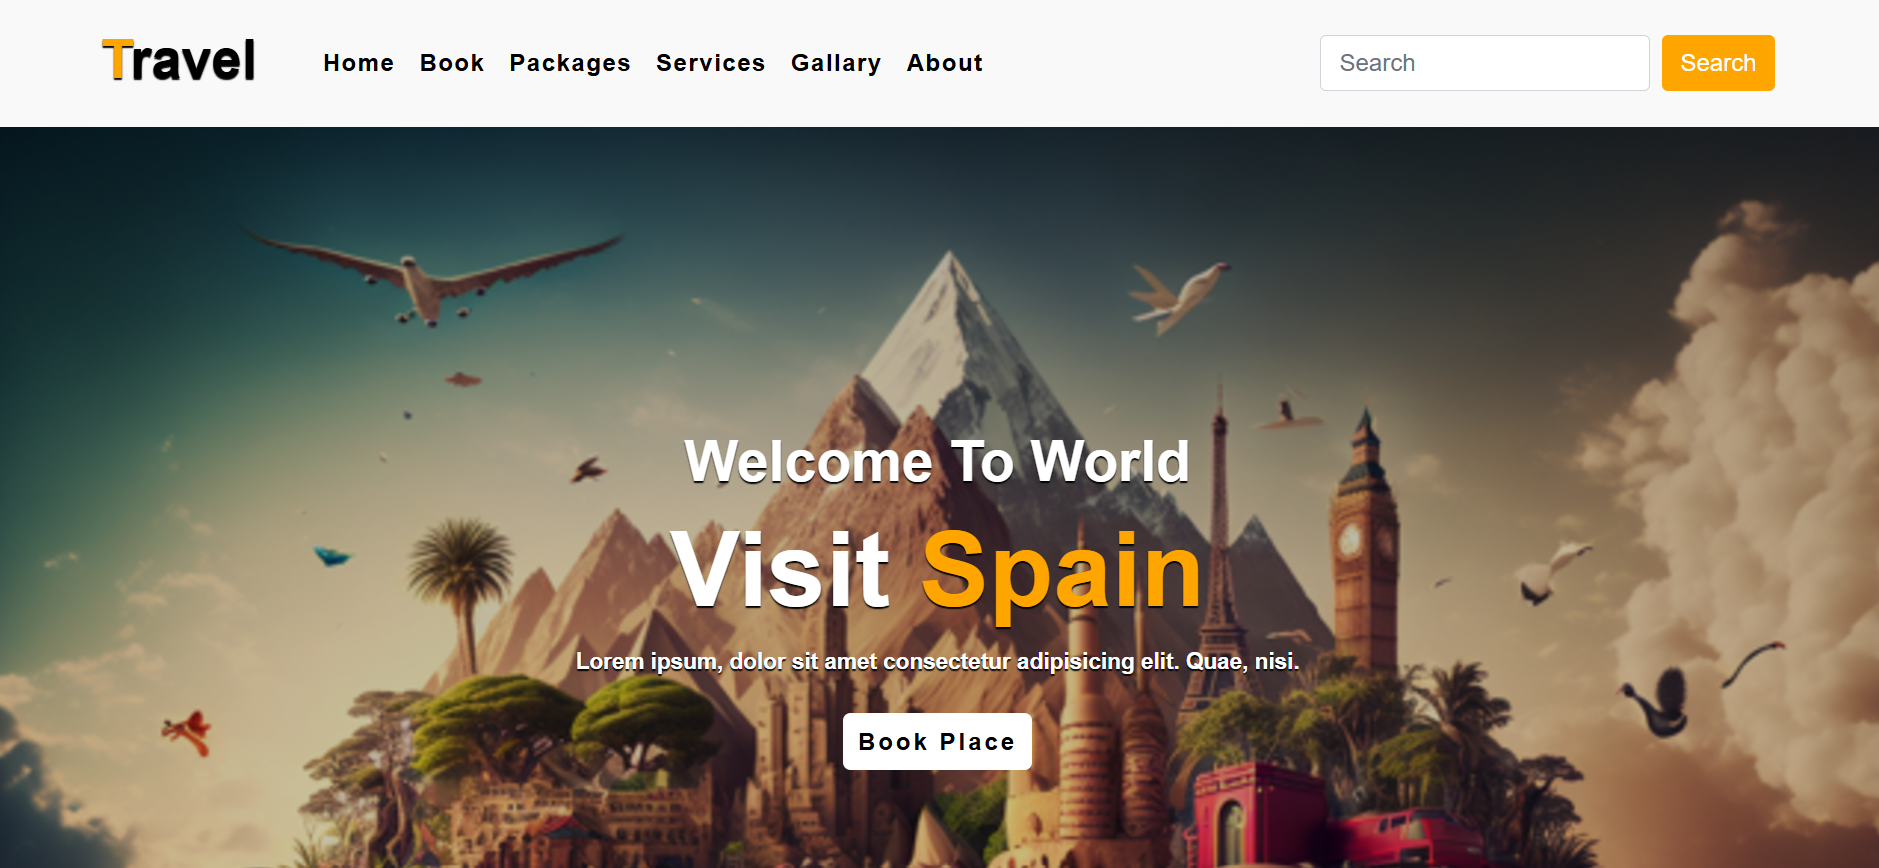 Travel
Home Book Packages Services Gallary About
Search
Search
Welcome To World
Visit Spain
Lorem ipsum, dolor sit amet consectetur adipisicing elit. Quae, nisi.
Book Place